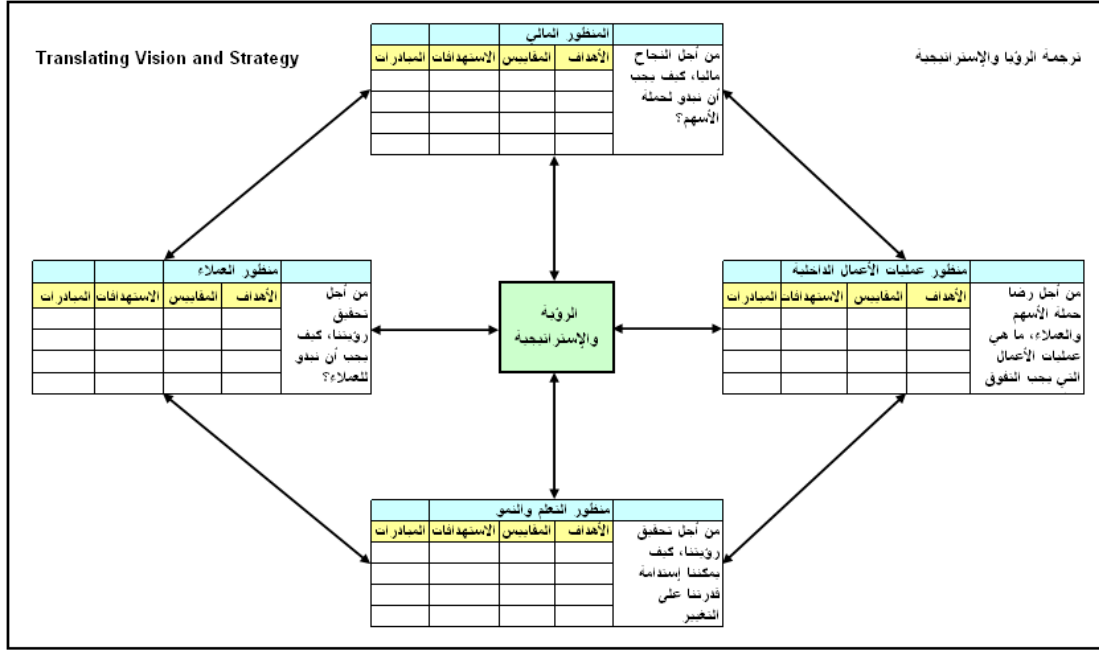 Translating Vision and Strategy
ترجمة الرؤيا والإستراتيجية
المنظور المالي
من أجل النجاح
ماليا، كيف يجب
أن نبدو لحملة
الأسهم؟
الأهداف المقاييس الاستهدافات المبادرات
منظور عمليات الأعمال الداخلية
من أجل رضا
حملة الأسهم
والعملاء، ما هي
عمليات الأعمال
التي يجب التفوق
الأهداف المقاييس الاستهدافات المبادرات
الرؤية
والإستراتيجية
منظور العملاء
من أجل
تحقيق
رؤيتنا، كيف
يجب أن نبدو
للعملاء؟
الأهداف المقاييس الاستهدافات المبادرات
منظور التعلم والنمو
من أجل تحقيق
رؤيتنا، كيف
يمكننا إستدامة
قدرتنا على
التغيير
الأهداف المقاييس الاستهدافات المبادرات